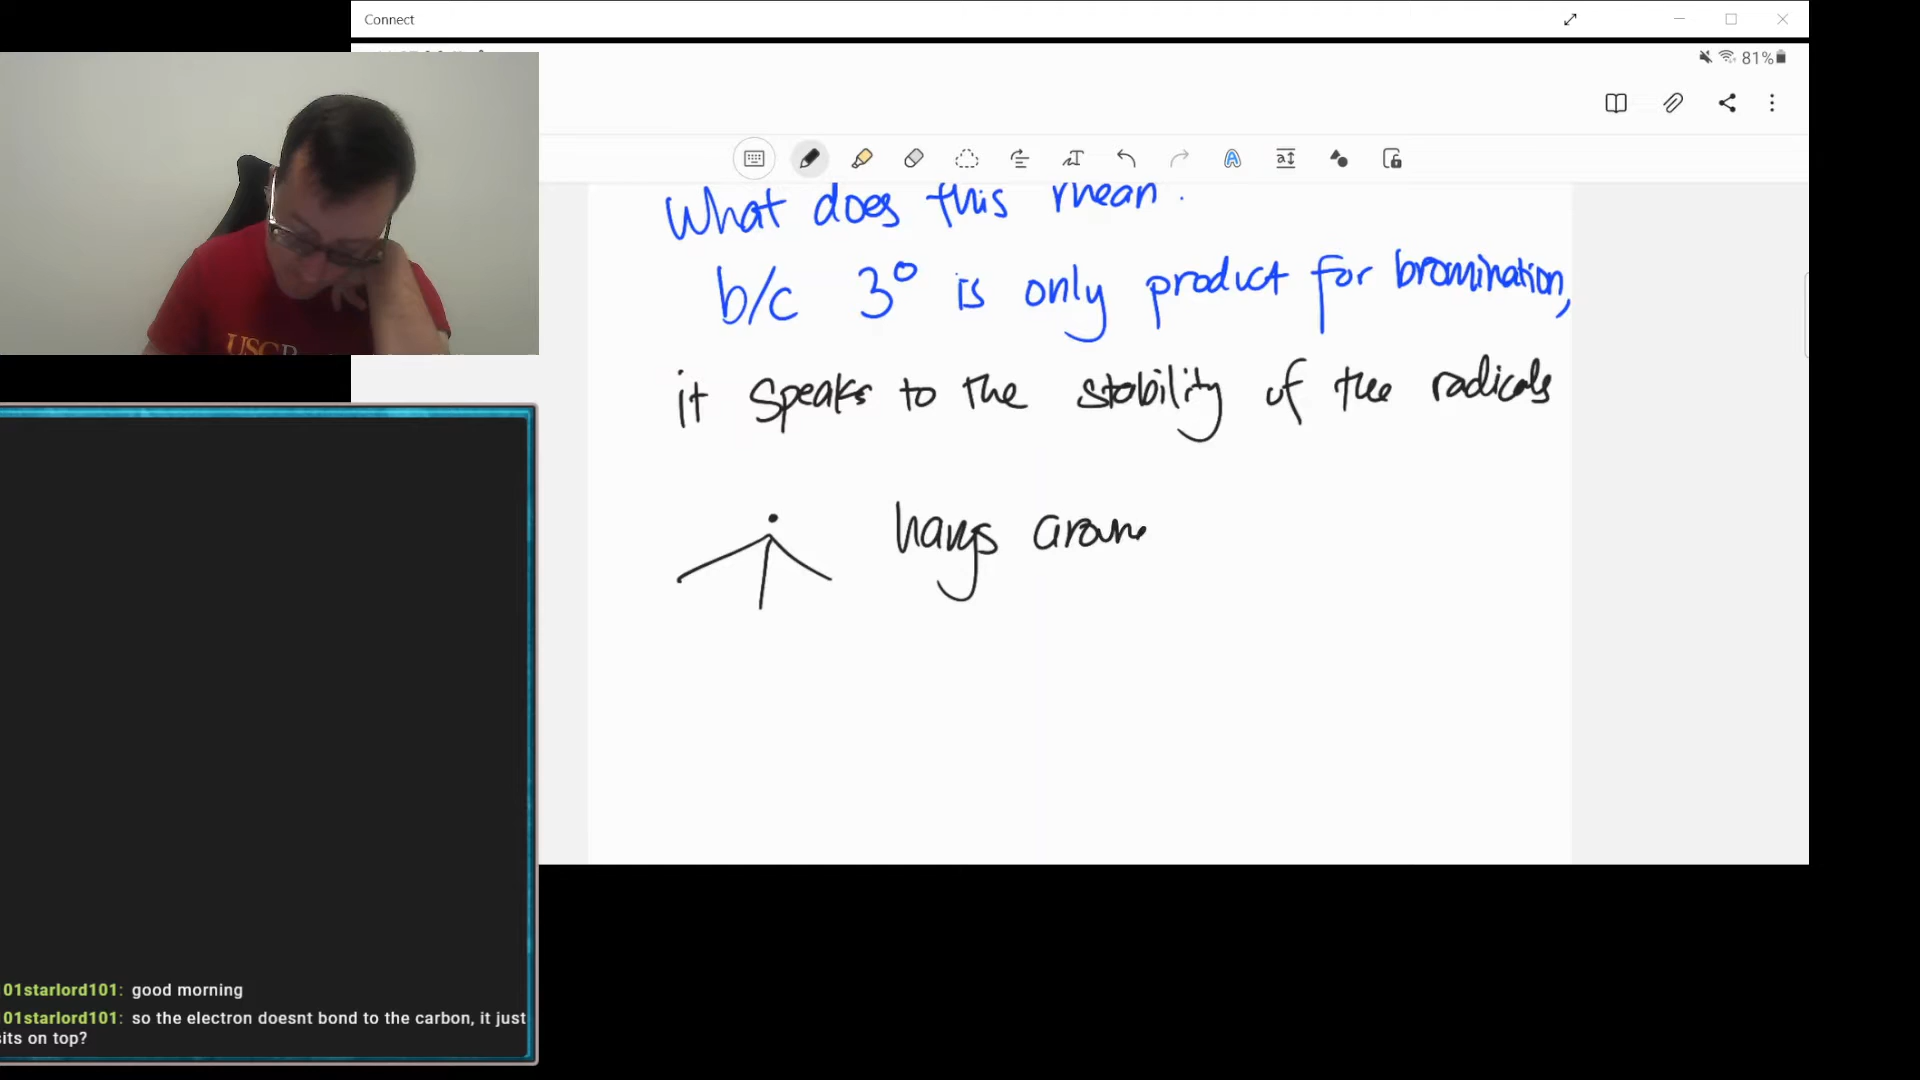 Connect
81%
What does this mean.
b/c 3° is only product for bromination,
it speaks to the stability of the radicals
hangs aroun
USC
01starlord101: good morning
01starlord101: so the electron doesnt bond to the carbon, it just
sits on top?